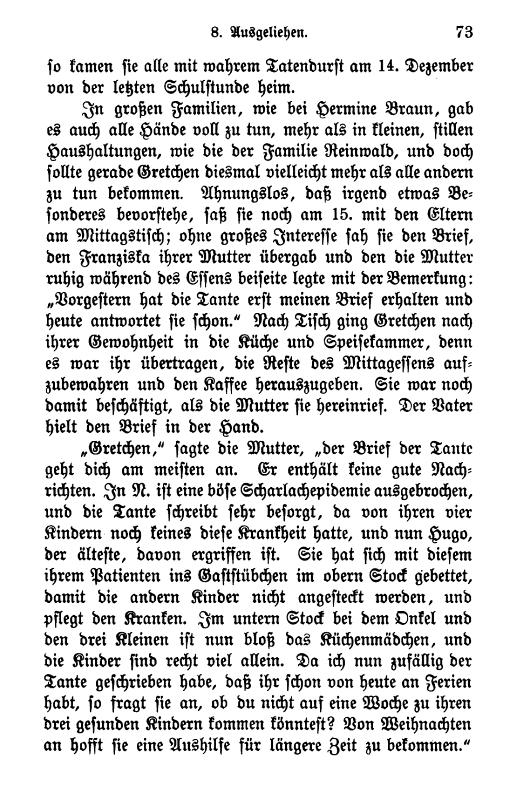 8. Ausgeliehen. 73
so kamen sie alle mit wahrem Tatendurst am 14. Dezember
von der letzten Schulstunde heim.
In großen Familien, wie bei Hermine Braun, gab
es auch alle Hände voll zu tun, mehr als in kleinen, stillen
Haushaltungen, wie die der Familie Reinwald, und doch
sollte gerade Gretchen diesmal vielleicht mehr als alle andern
zu tun bekommen. Ahnungslos, daß irgend etwas Be-
sonderes bevorstehe, saß sie noch am 15. mit den Eltern
am Mittagstisch; ohne großes Interesse sah sie den Brief,
den Franziska ihrer Mutter übergab und den die Mutter
ruhig während des Essens beiseite legte mit der Bemerkung:
„Vorgestern hat die Tante erst meinen Brief erhalten und
heute antwortet sie schon.“ Nach Tisch ging Gretchen nach
ihrer Gewohnheit in die Küche und Speisekammer, denn
es war ihr übertragen, die Reste des Mittagessens auf-
zubewahren und den Kaffee herauszugeben. Sie war noch
damit beschäftigt, als die Mutter sie hereinrief. Der Vater
hielt den Brief in der Hand.
„Gretchen,“ sagte die Mutter, „der Brief der Tante
geht dich am meisten an. Er enthält keine gute Nach-
richten. In N. ist eine böse Scharlachepidemie ausgebrochen,
und die Tante schreibt sehr besorgt, da von ihren vier
Kindern noch keines diese Krankheit hatte, und nun Hugo,
der älteste, davon ergriffen ist. Sie hat sich mit diesem
ihrem Patienten ins Gaststübchen im obern Stock gebettet,
damit die andern Kinder nicht angesteckt werden, und
pflegt den Kranken. Im untern Stock bei dem Onkel und
den drei Kleinen ist nun bloß das Küchenmädchen, und
die Kinder sind recht viel allein. Da ich nun zufällig der
Tante geschrieben habe, daß ihr schon von heute an Ferien
habt, so fragt sie an, ob du nicht auf eine Woche zu ihren
drei gesunden Kindern kommen könntest? Von Weihnachten
an hofft sie eine Aushilfe für längere Zeit zu bekommen.“